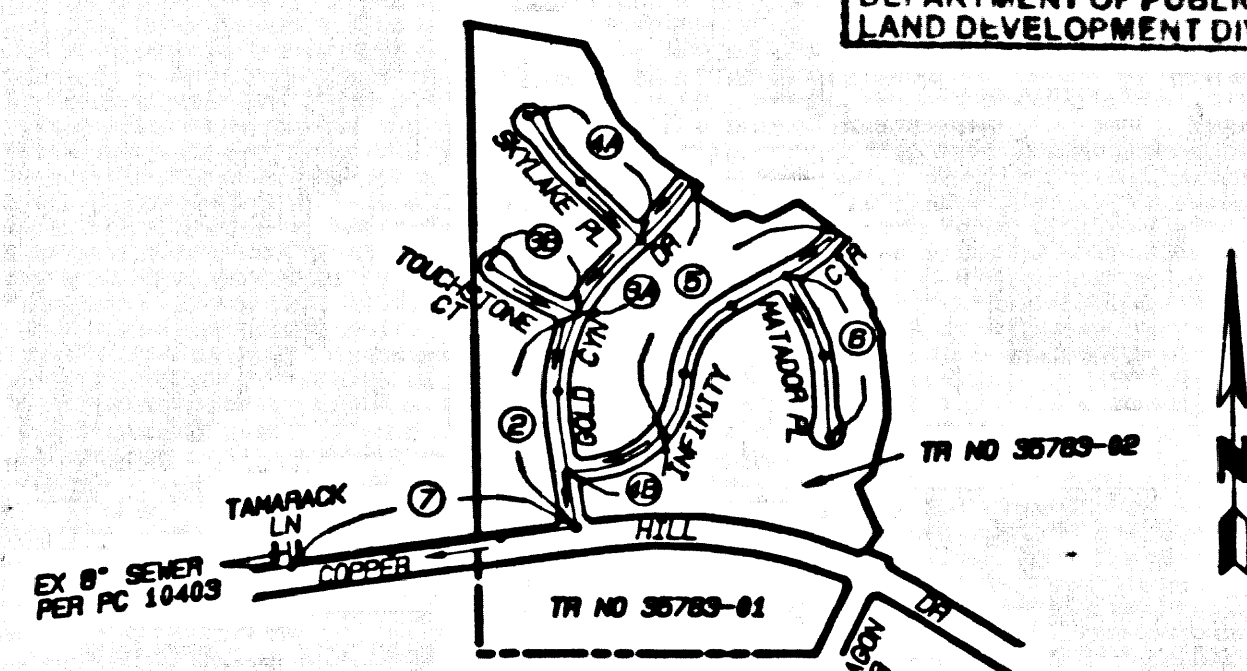 DEPARTMENT OF PUBLIC
LAND DEVELOPMENT DIV
4A
SKYLAKE PL
DR
3B
TOUCHSTONE
CT
3A
5
CIR
MATADOR PL
6
GOLD CYN
2
INFINITY
4B
TR NO 35783-02
N
TAMARACK
LN
7
HILL
COPPER
EX 8" SEWER
PER PC 10403
TR NO 35783-01
DR